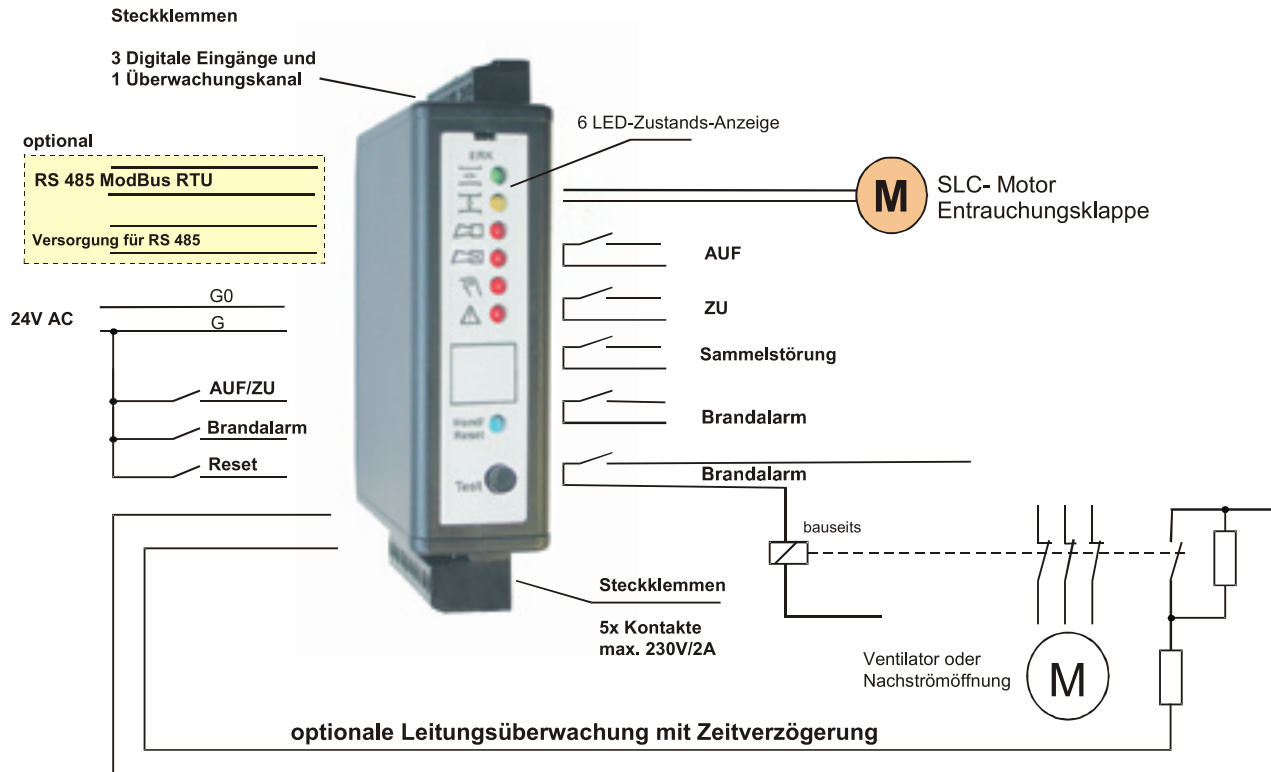 Steckklemmen
3 Digitale Eingänge und
1 Überwachungskanal
optional
RS 485 ModBus RTU
Versorgung für RS 485
24V AC
G0
G
AUF/ZU
Brandalarm
Reset
6 LED-Zustands-Anzeige
ERK
Hand/
Reset
Test
M
SLC- Motor
Entrauchungsklappe
AUF
ZU
Sammelstörung
Brandalarm
Brandalarm
bauseits
Steckklemmen
5x Kontakte
max. 230V/2A
Ventilator oder
Nachströmöffnung
M
optionale Leitungsüberwachung mit Zeitverzögerung